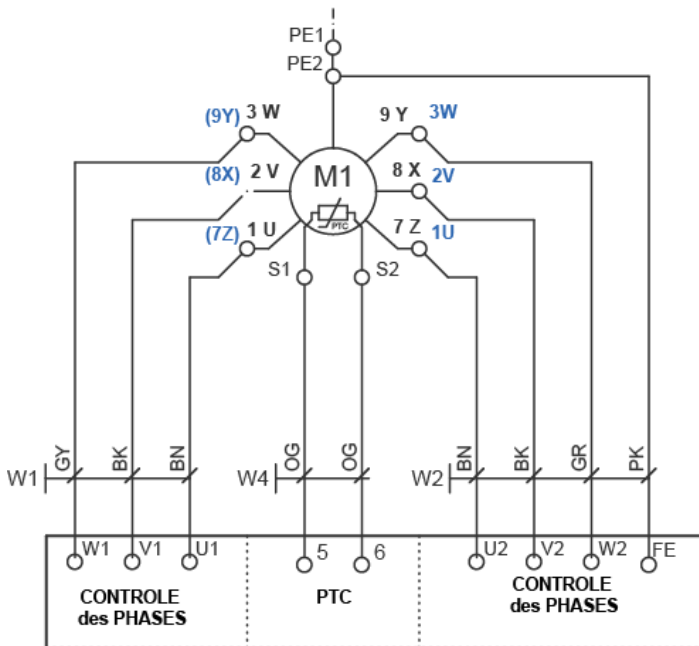 PE1
PE2
(9Y) 3 W
9 Y 3W
(8X) 2 V
M1
8 X 2V
PTC
(7Z) 1 U
7 Z 1U
S1
S2
GY
BK
BN
OG
OG
BN
BK
GR
PK
W1
W4
W2
W1
V1
U1
5
6
U2
V2
W2
FE
CONTROLE
des PHASES
PTC
CONTROLE
des PHASES